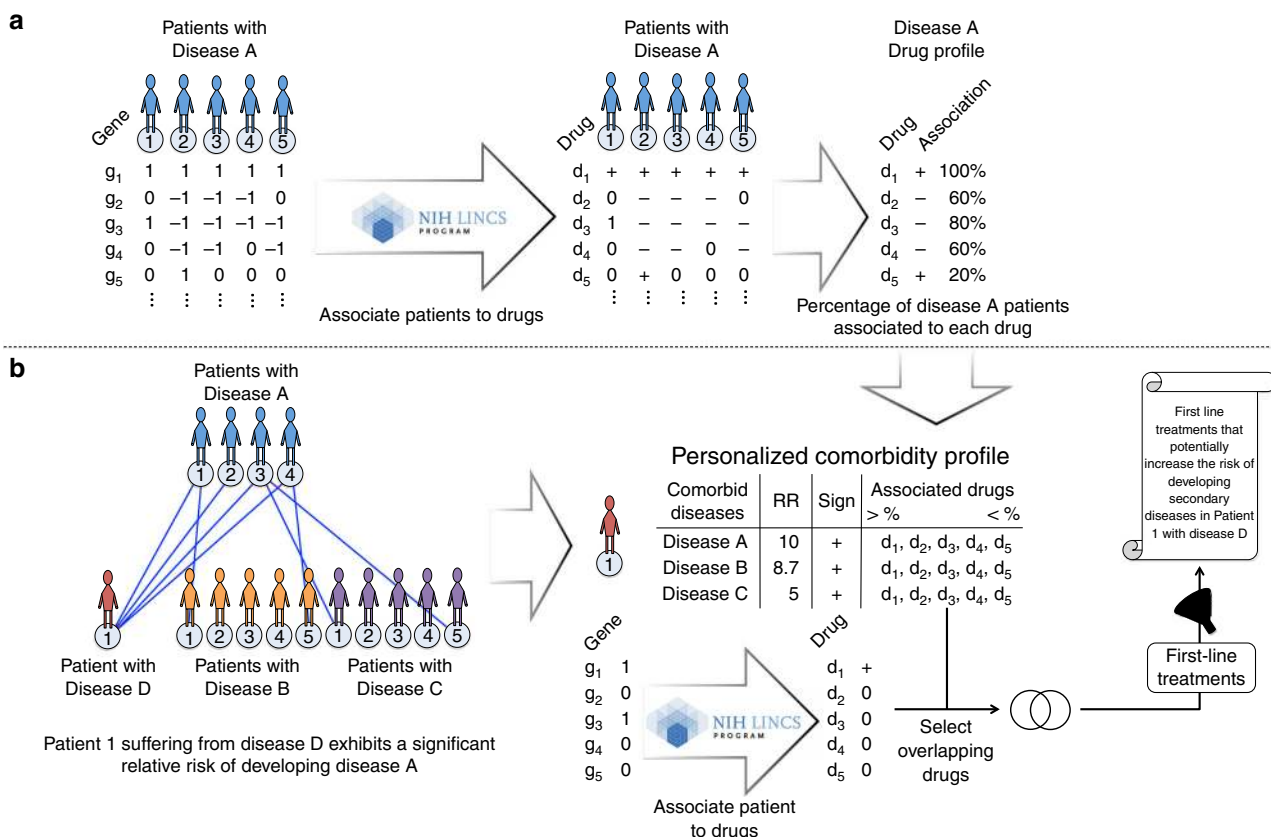 a
Patients with
Disease A
Gene
1 2 3 4 5
g1 1 1 1 1 1
g2 0 –1 –1 –1 0
g3 1 –1 –1 –1 –1
g4 0 –1 –1 0 –1
g5 0 1 0 0 0
⋮ ⋮ ⋮ ⋮ ⋮
NIH LINCS
PROGRAM
Associate patients to drugs
Patients with
Disease A
Drug
1 2 3 4 5
d1 + + + + +
d2 0 – – – 0
d3 1 – – – –
d4 0 – – 0 –
d5 0 + 0 0 0
⋮ ⋮ ⋮ ⋮ ⋮
Disease A
Drug profile
Drug Association
d1 + 100%
d2 – 60%
d3 – 80%
d4 – 60%
d5 + 20%
Percentage of disease A patients
associated to each drug
b
Patients with
Disease A
1 2 3 4
1
1 2 3 4 5
1 2 3 4 5
Patient with
Disease D
Patients with
Disease B
Patients with
Disease C
Patient 1 suffering from disease D exhibits a significant
relative risk of developing disease A
1
Personalized comorbidity profile
Comorbid
diseases
RR
Sign
Associated drugs
> % < %
Disease A 10 + d1, d2, d3, d4, d5
Disease B 8.7 + d1, d2, d3, d4, d5
Disease C 5 + d1, d2, d3, d4, d5
Gene
g1 1
g2 0
g3 1
g4 0
g5 0
NIH LINCS
PROGRAM
Associate patient
to drugs
Drug
d1 +
d2 0
d3 0
d4 0
d5 0
Select
overlapping
drugs
First-line
treatments
First line
treatments that
potentially
increase the risk of
developing
secondary
diseases in Patient
1 with disease D